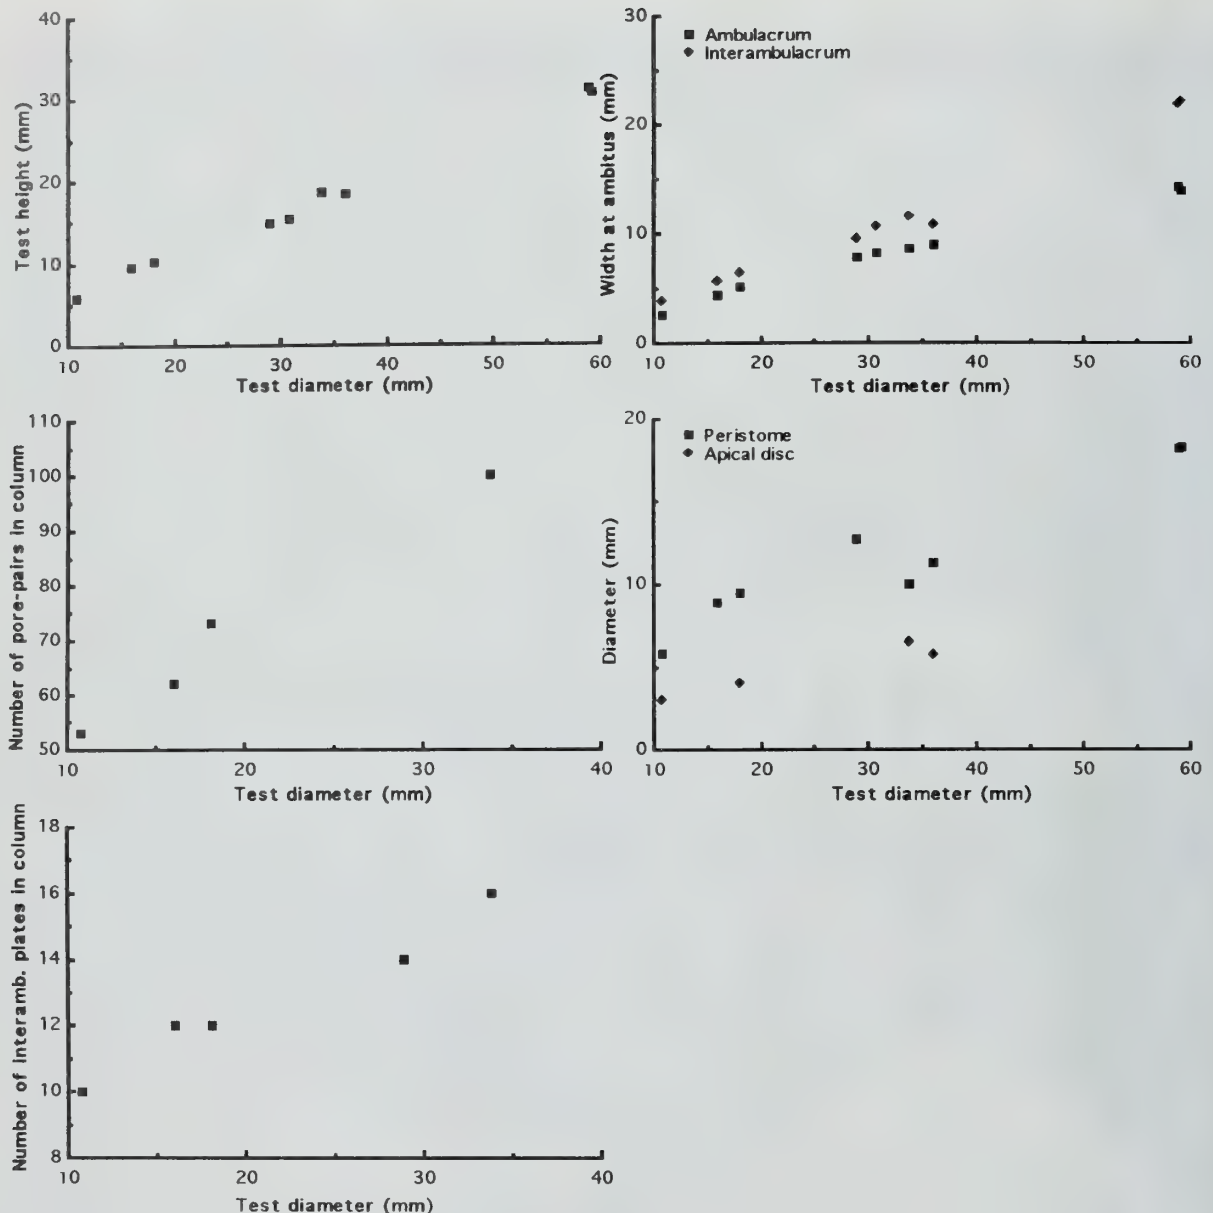 Test height (mm)
40
30
20
10
0
10 20 30 40 50 60
Test diameter (mm)
Width at ambitus (mm)
30
20
10
0
Ambulacrum
Interambulacrum
10 20 30 40 50 60
Test diameter (mm)
Number of pore-pairs in column
110
100
90
80
70
60
50
10 20 30 40
Test diameter (mm)
Diameter (mm)
20
10
0
Peristome
Apical disc
10 20 30 40 50 60
Test diameter (mm)
Number of interamb. plates in column
18
16
14
12
10
8
10 20 30 40
Test diameter (mm)